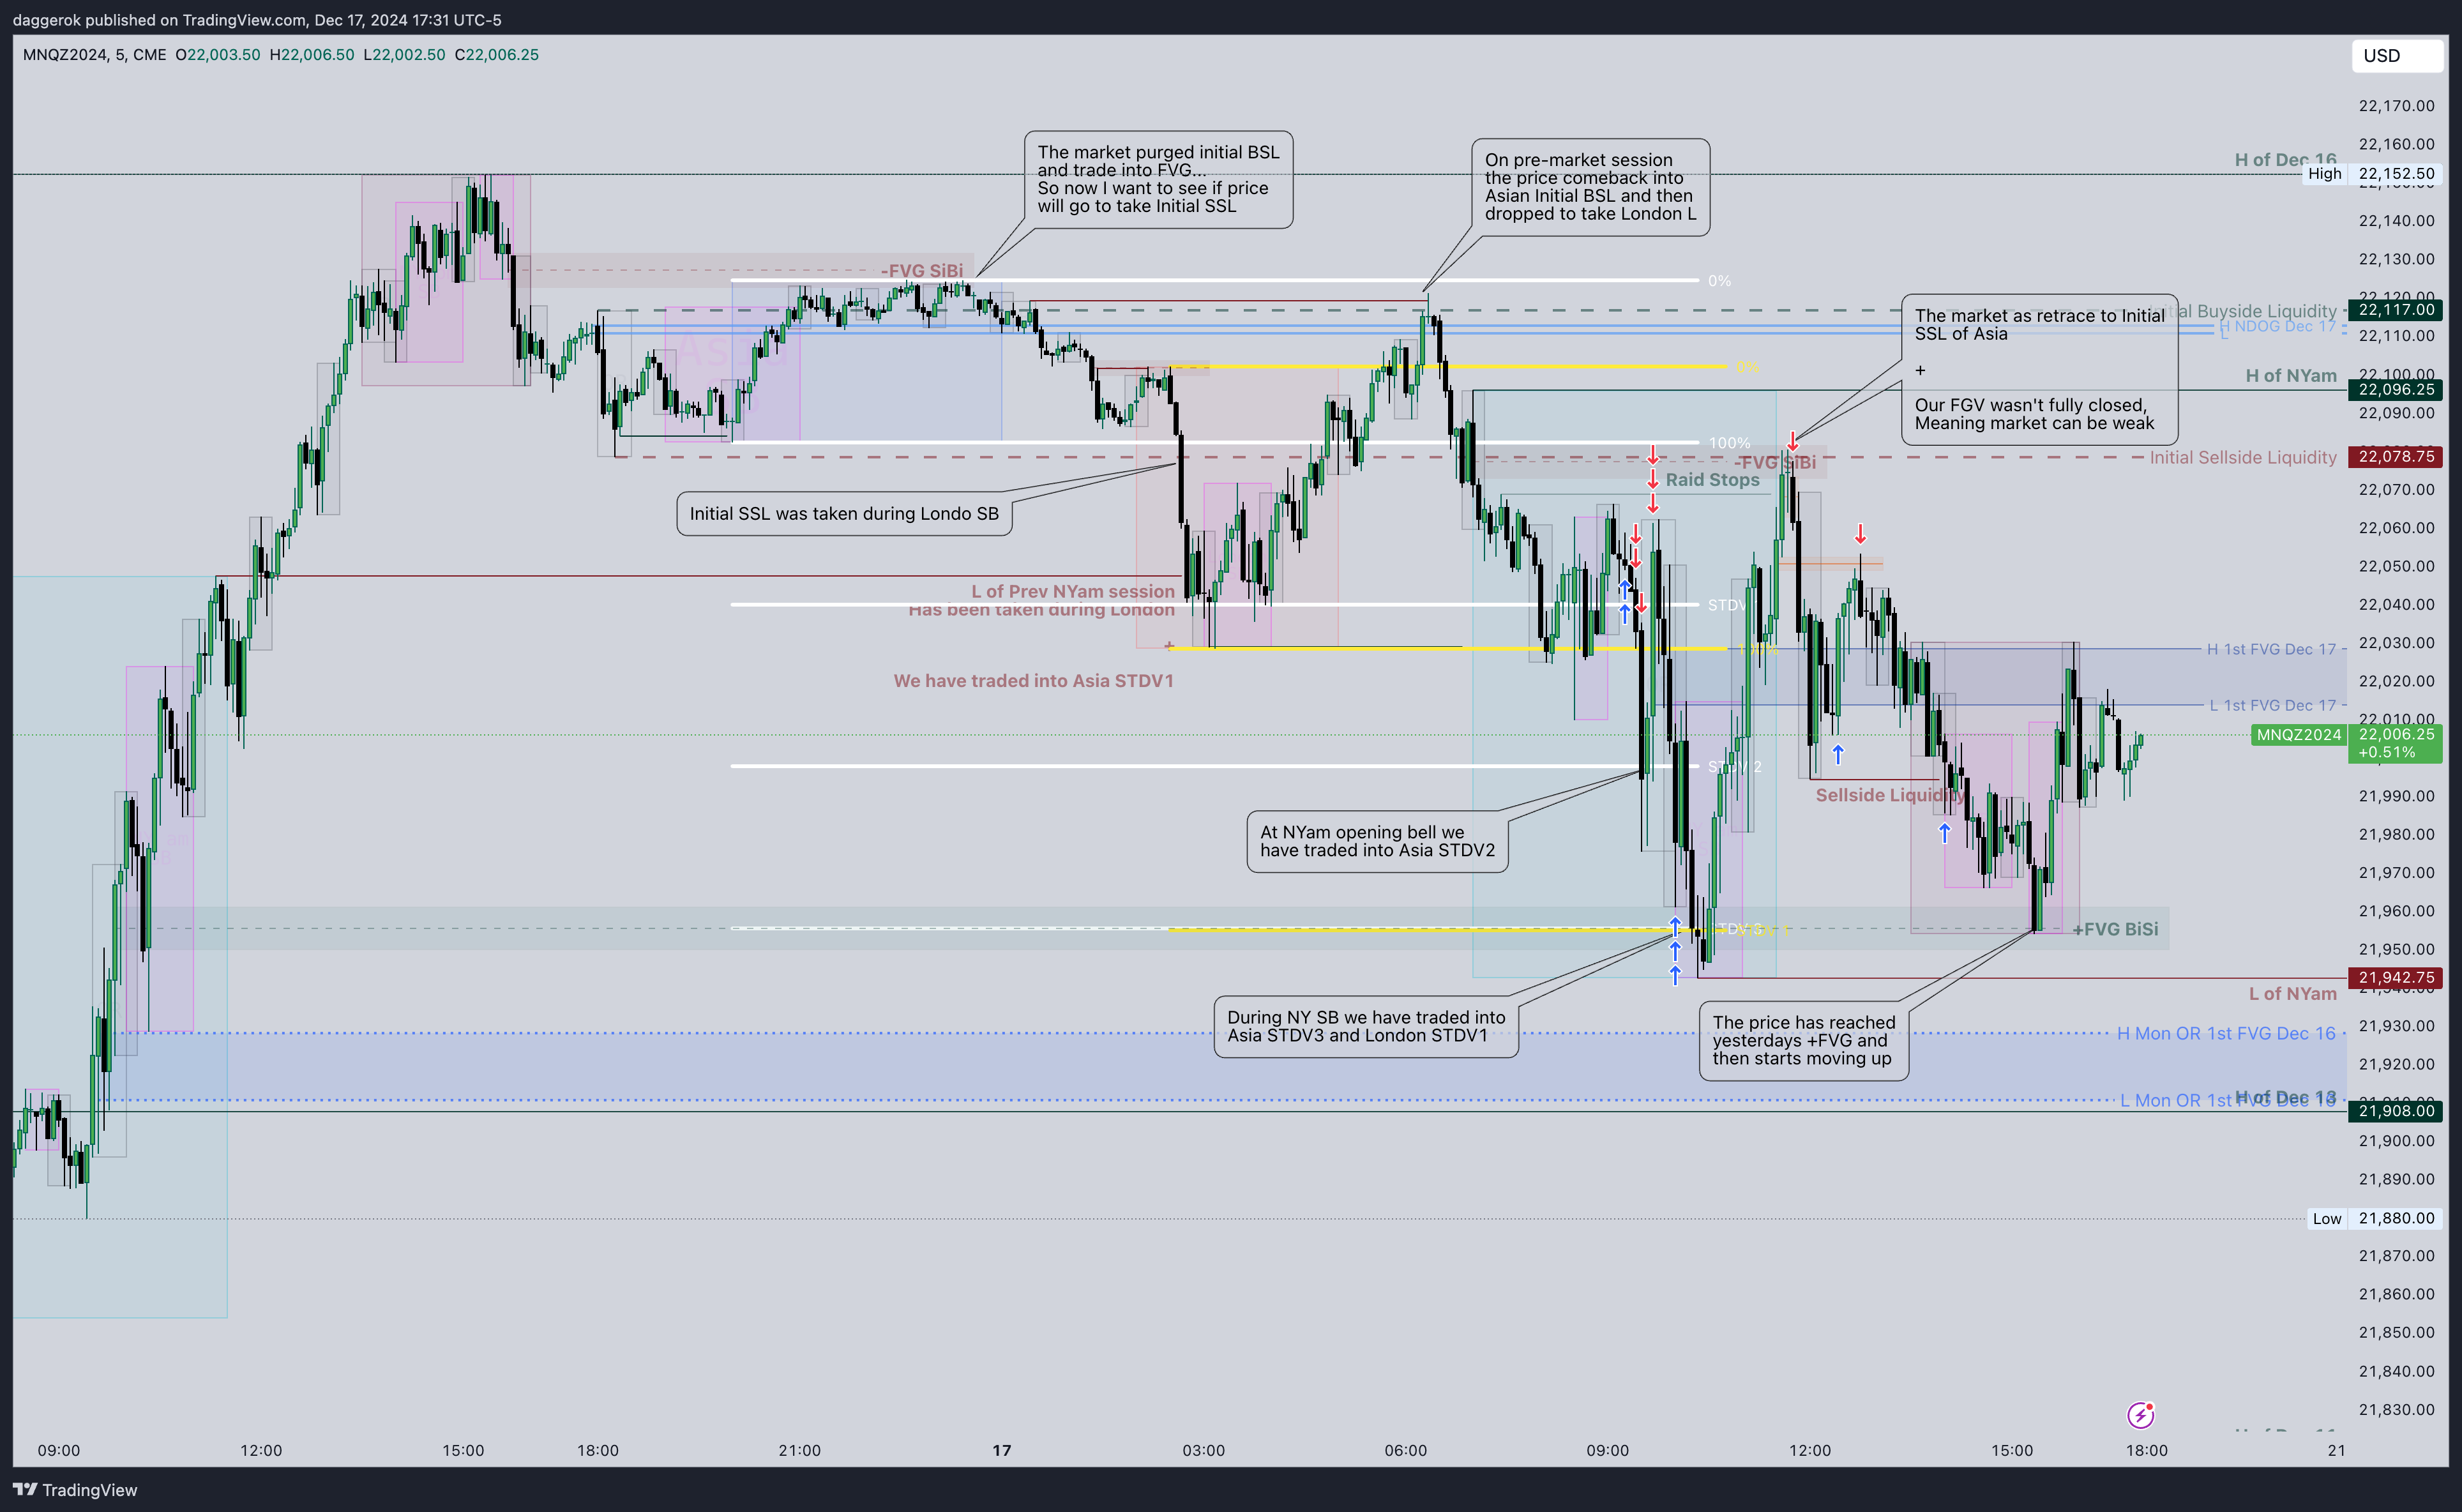 daggerok published on TradingView.com, Dec 17, 2024 17:31 UTC-5
MNQZ2024, 5, CME O22,003.50 H22,006.50 L22,002.50 C22,006.25
USD
22,170.00
22,160.00
H of Dec 16
High 22,152.50
22,140.00
22,130.00
22,120.00
Initial Buyside Liquidity 22,117.00
H NDOG Dec 17
L
22,110.00
22,100.00
H of NYam
22,096.25
22,090.00
Initial Sellside Liquidity 22,078.75
22,070.00
22,060.00
22,050.00
22,040.00
22,030.00
H 1st FVG Dec 17
22,020.00
L 1st FVG Dec 17
22,010.00
MNQZ2024 22,006.25
+0.51%
21,990.00
21,980.00
21,970.00
21,960.00
21,950.00
21,942.75
L of NYam
21,940.00
21,930.00
H Mon OR 1st FVG Dec 16
21,920.00
L Mon OR 1st FVG Dec 16
H of Dec 13
21,908.00
21,900.00
21,890.00
Low 21,880.00
21,870.00
21,860.00
21,850.00
21,840.00
21,830.00
The market purged initial BSL
and trade into FVG...
So now I want to see if price
will go to take Initial SSL
On pre-market session
the price comeback into
Asian Initial BSL and then
dropped to take London L
The market as retrace to Initial
SSL of Asia
+
Our FGV wasn't fully closed,
Meaning market can be weak
-FVG SiBi
0%
Asia
0%
100%
-FVG SiBi
Raid Stops
Initial SSL was taken during Londo SB
L of Prev NYam session
Has been taken during London
+
We have traded into Asia STDV1
STDV
100%
STDV 2
At NYam opening bell we
have traded into Asia STDV2
Sellside Liquidity
STDV 3
+FVG BiSi
During NY SB we have traded into
Asia STDV3 and London STDV1
The price has reached
yesterdays +FVG and
then starts moving up
09:00 12:00 15:00 18:00 21:00 17 03:00 06:00 09:00 12:00 15:00 18:00 21
TradingView